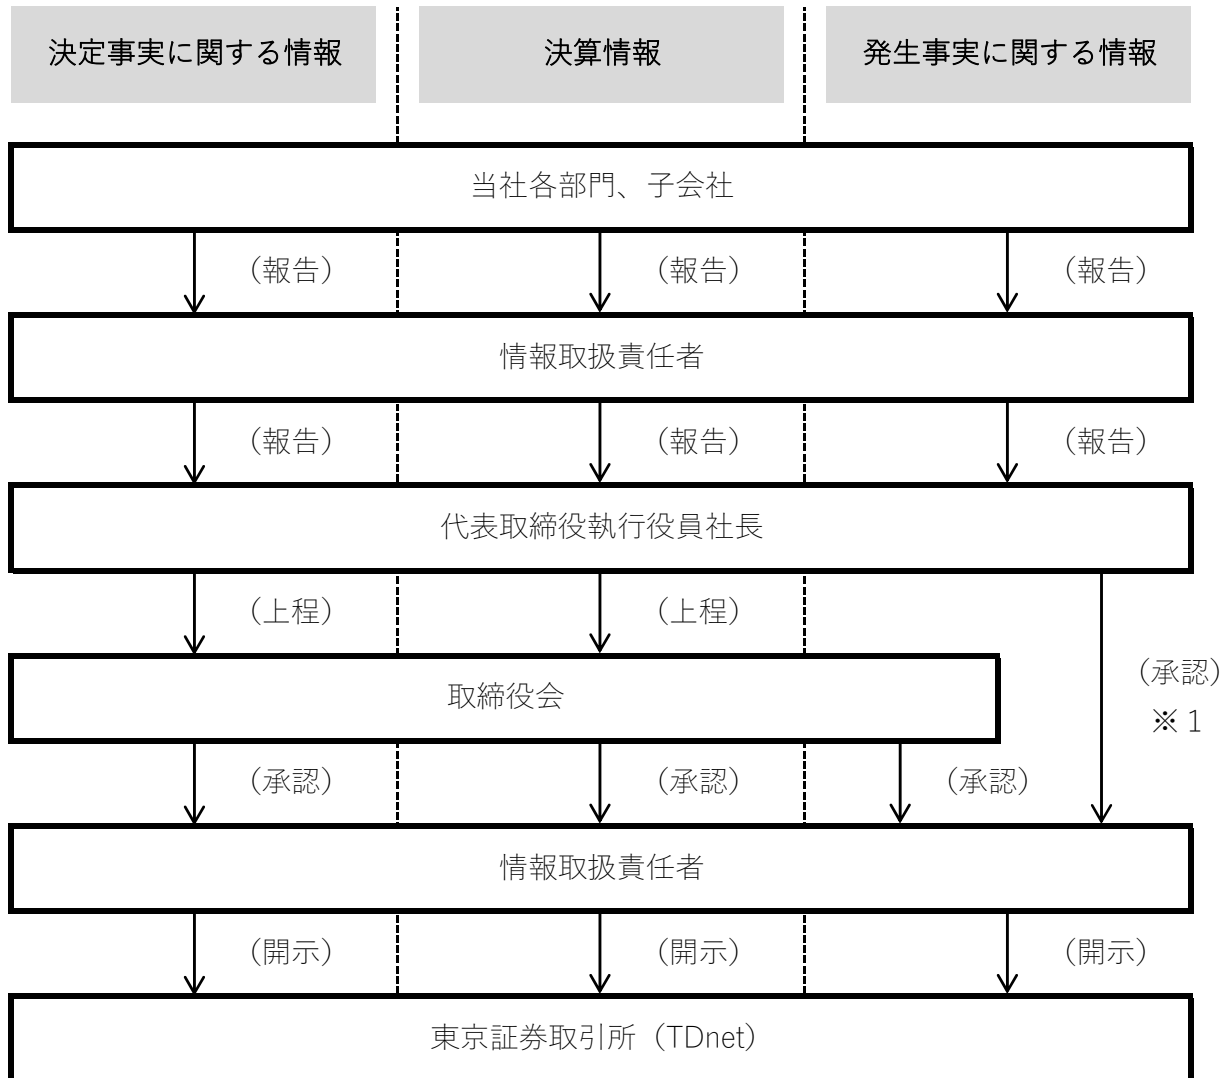 決定事実に関する情報
決算情報
発生事実に関する情報
当社各部門、子会社
（報告）
（報告）
（報告）
情報取扱責任者
（報告）
（報告）
（報告）
代表取締役執行役員社長
（上程）
（上程）
（承認）
※１
取締役会
（承認）
（承認）
（承認）
情報取扱責任者
（開示）
（開示）
（開示）
東京証券取引所（TDnet）